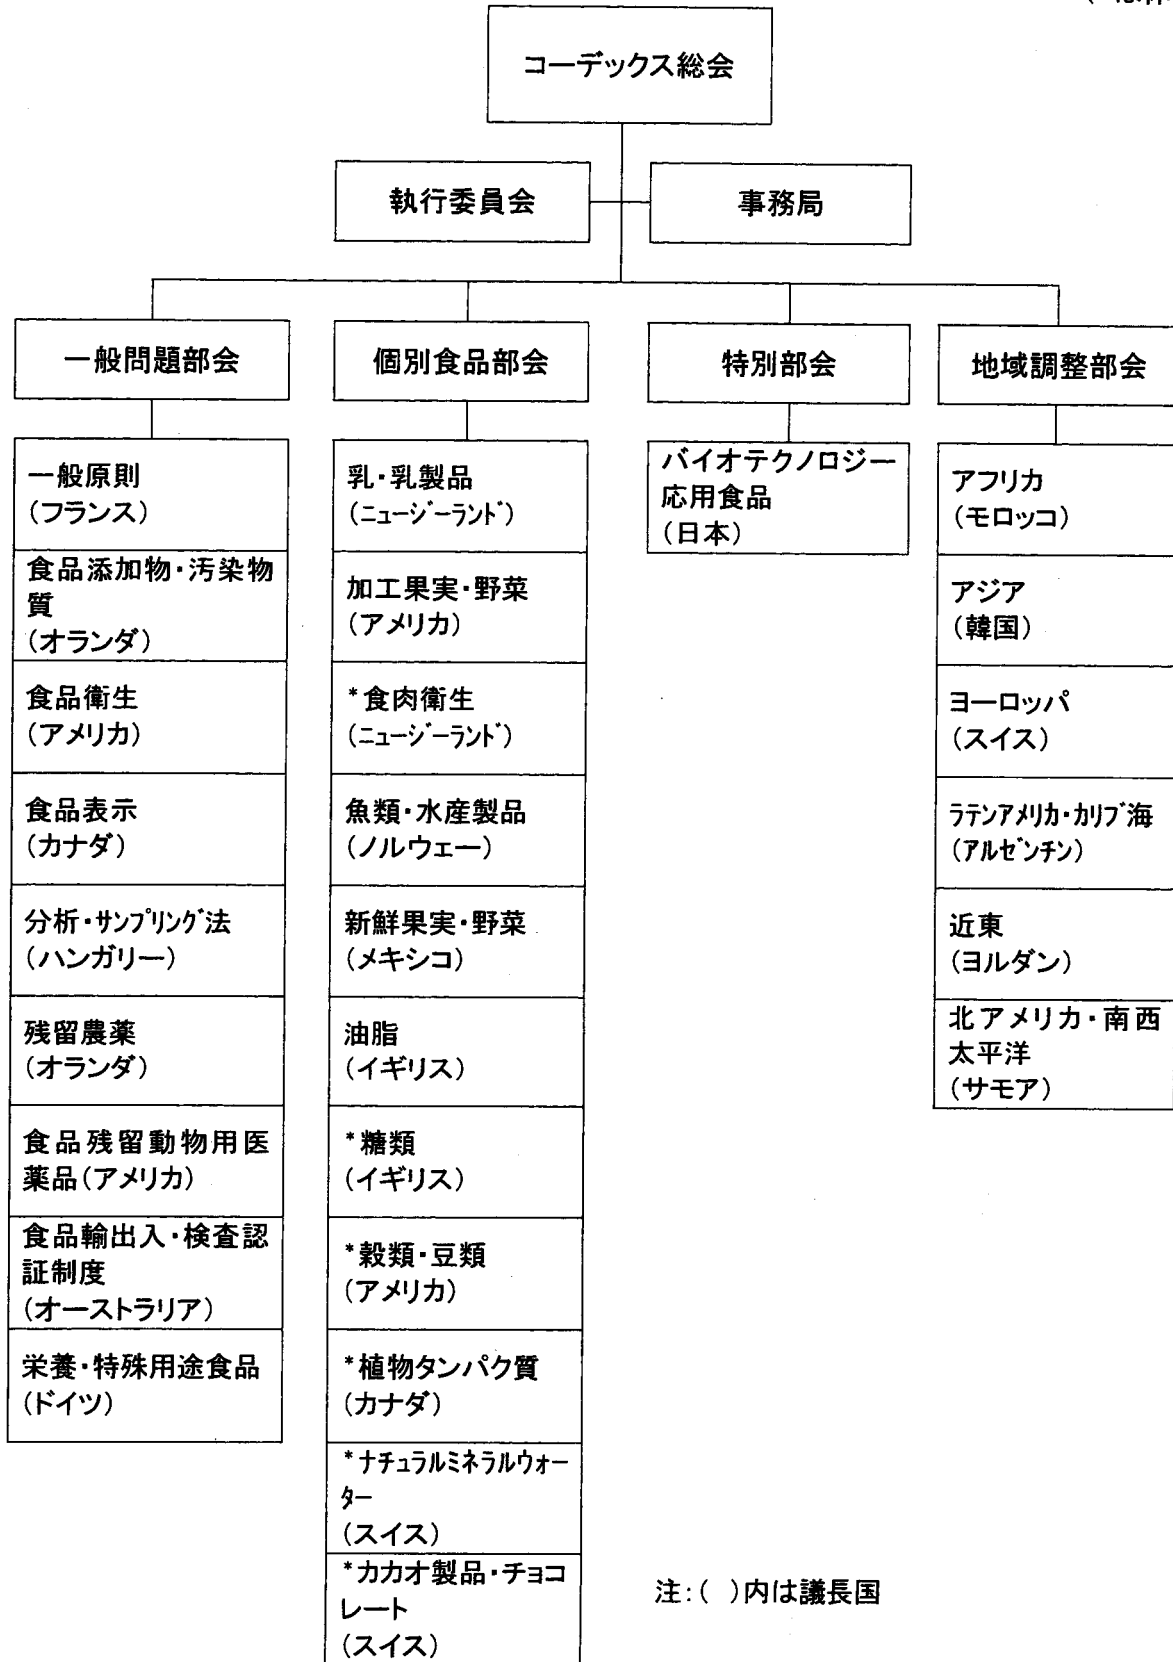 コーデックス総会
執行委員会
事務局
一般問題部会
個別食品部会
特別部会
地域調整部会
一般原則
(フランス)
食品添加物・汚染物
質
(オランダ)
食品衛生
(アメリカ)
食品表示
(カナダ)
分析・サンプリング法
(ハンガリー)
残留農薬
(オランダ)
食品残留動物用医
薬品(アメリカ)
食品輸出入・検査認
証制度
(オーストラリア)
栄養・特殊用途食品
(ドイツ)
乳・乳製品
(ニュージーランド)
加工果実・野菜
(アメリカ)
*食肉衛生
(ニュージーランド)
魚類・水産製品
(ノルウェー)
新鮮果実・野菜
(メキシコ)
油脂
(イギリス)
*糖類
(イギリス)
*穀類・豆類
(アメリカ)
*植物タンパク質
(カナダ)
*ナチュラルミネラルウォー
ター
(スイス)
*カカオ製品・チョコ
レート
(スイス)
バイオテクノロジー
応用食品
(日本)
アフリカ
(モロッコ)
アジア
(韓国)
ヨーロッパ
(スイス)
ラテンアメリカ・カリブ海
(アルゼンチン)
近東
(ヨルダン)
北アメリカ・南西
太平洋
(サモア)
注:( )内は議長国